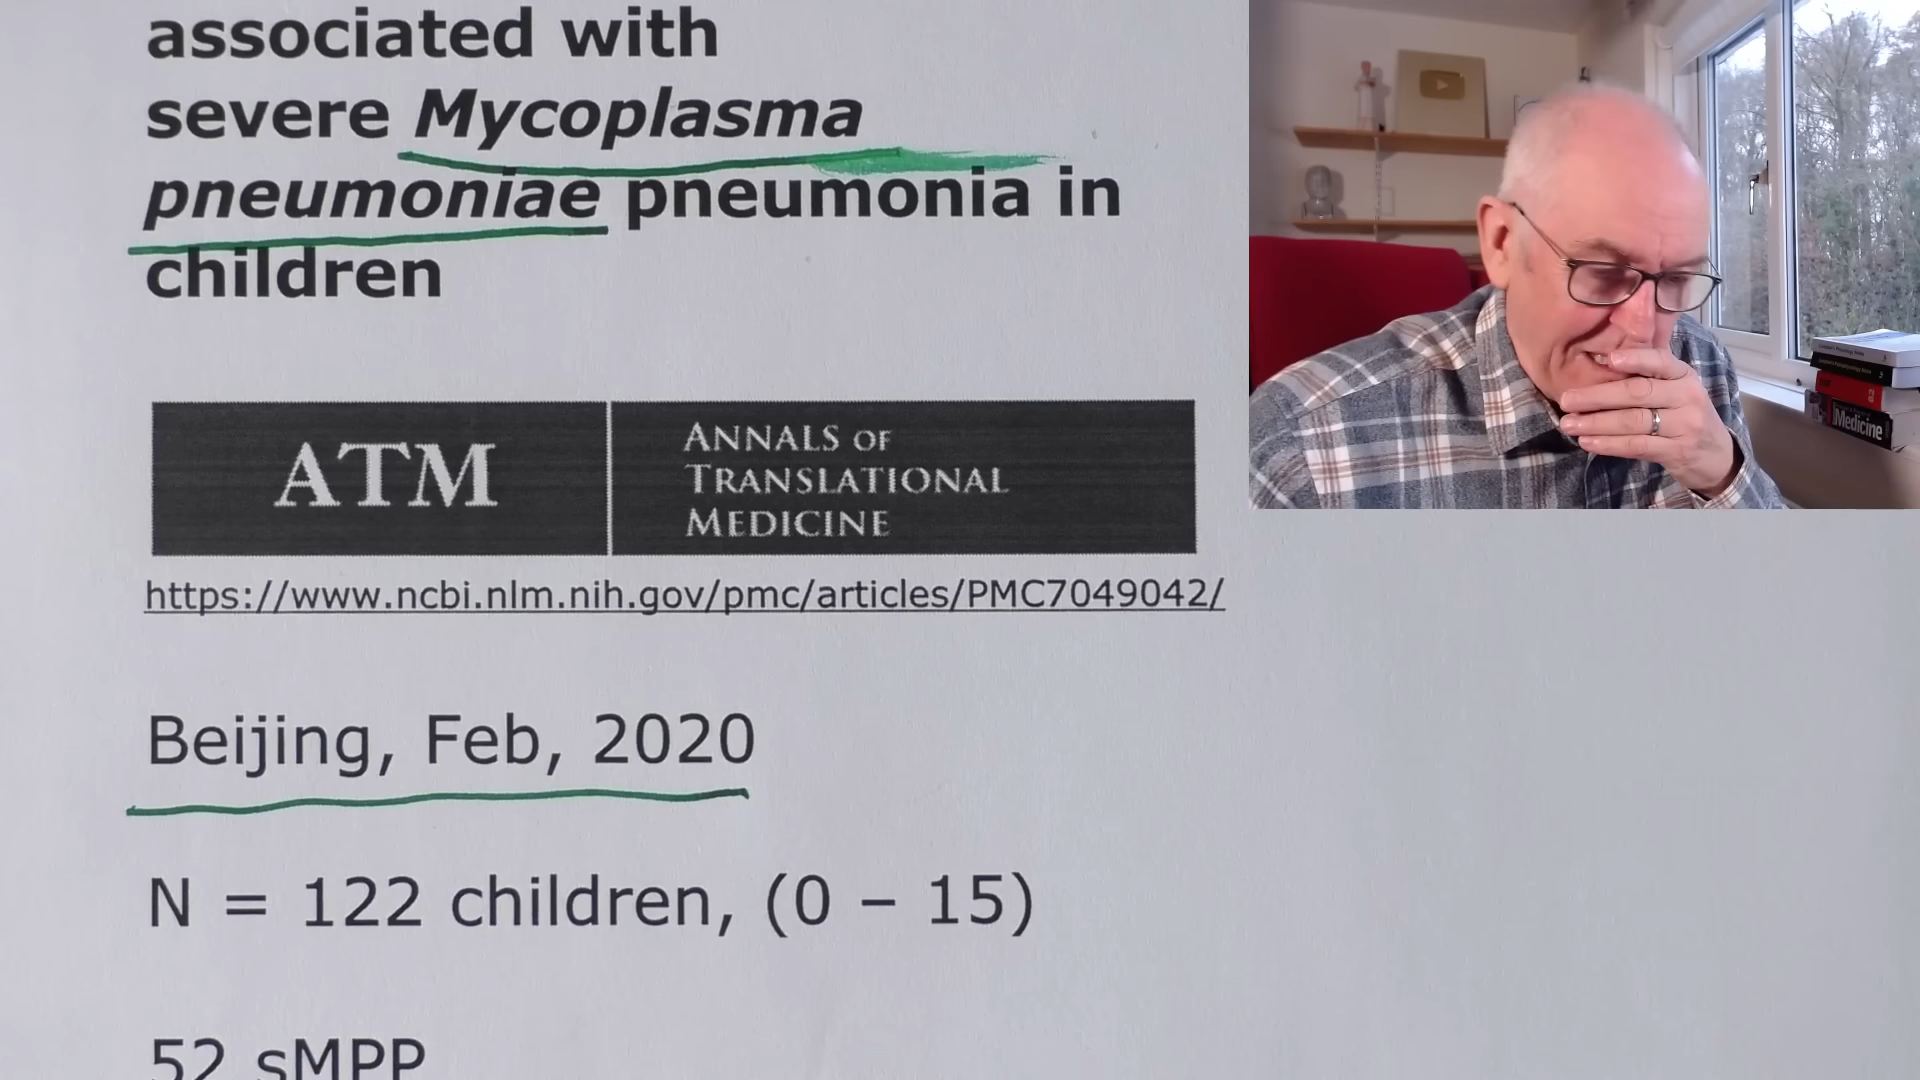 associated with
severe Mycoplasma
pneumoniae pneumonia in
children
ATM
ANNALS OF
TRANSLATIONAL
MEDICINE
https://www.ncbi.nlm.nih.gov/pmc/articles/PMC7049042/
Beijing, Feb, 2020
N = 122 children, (0 – 15)
52 sMPP
Medicine